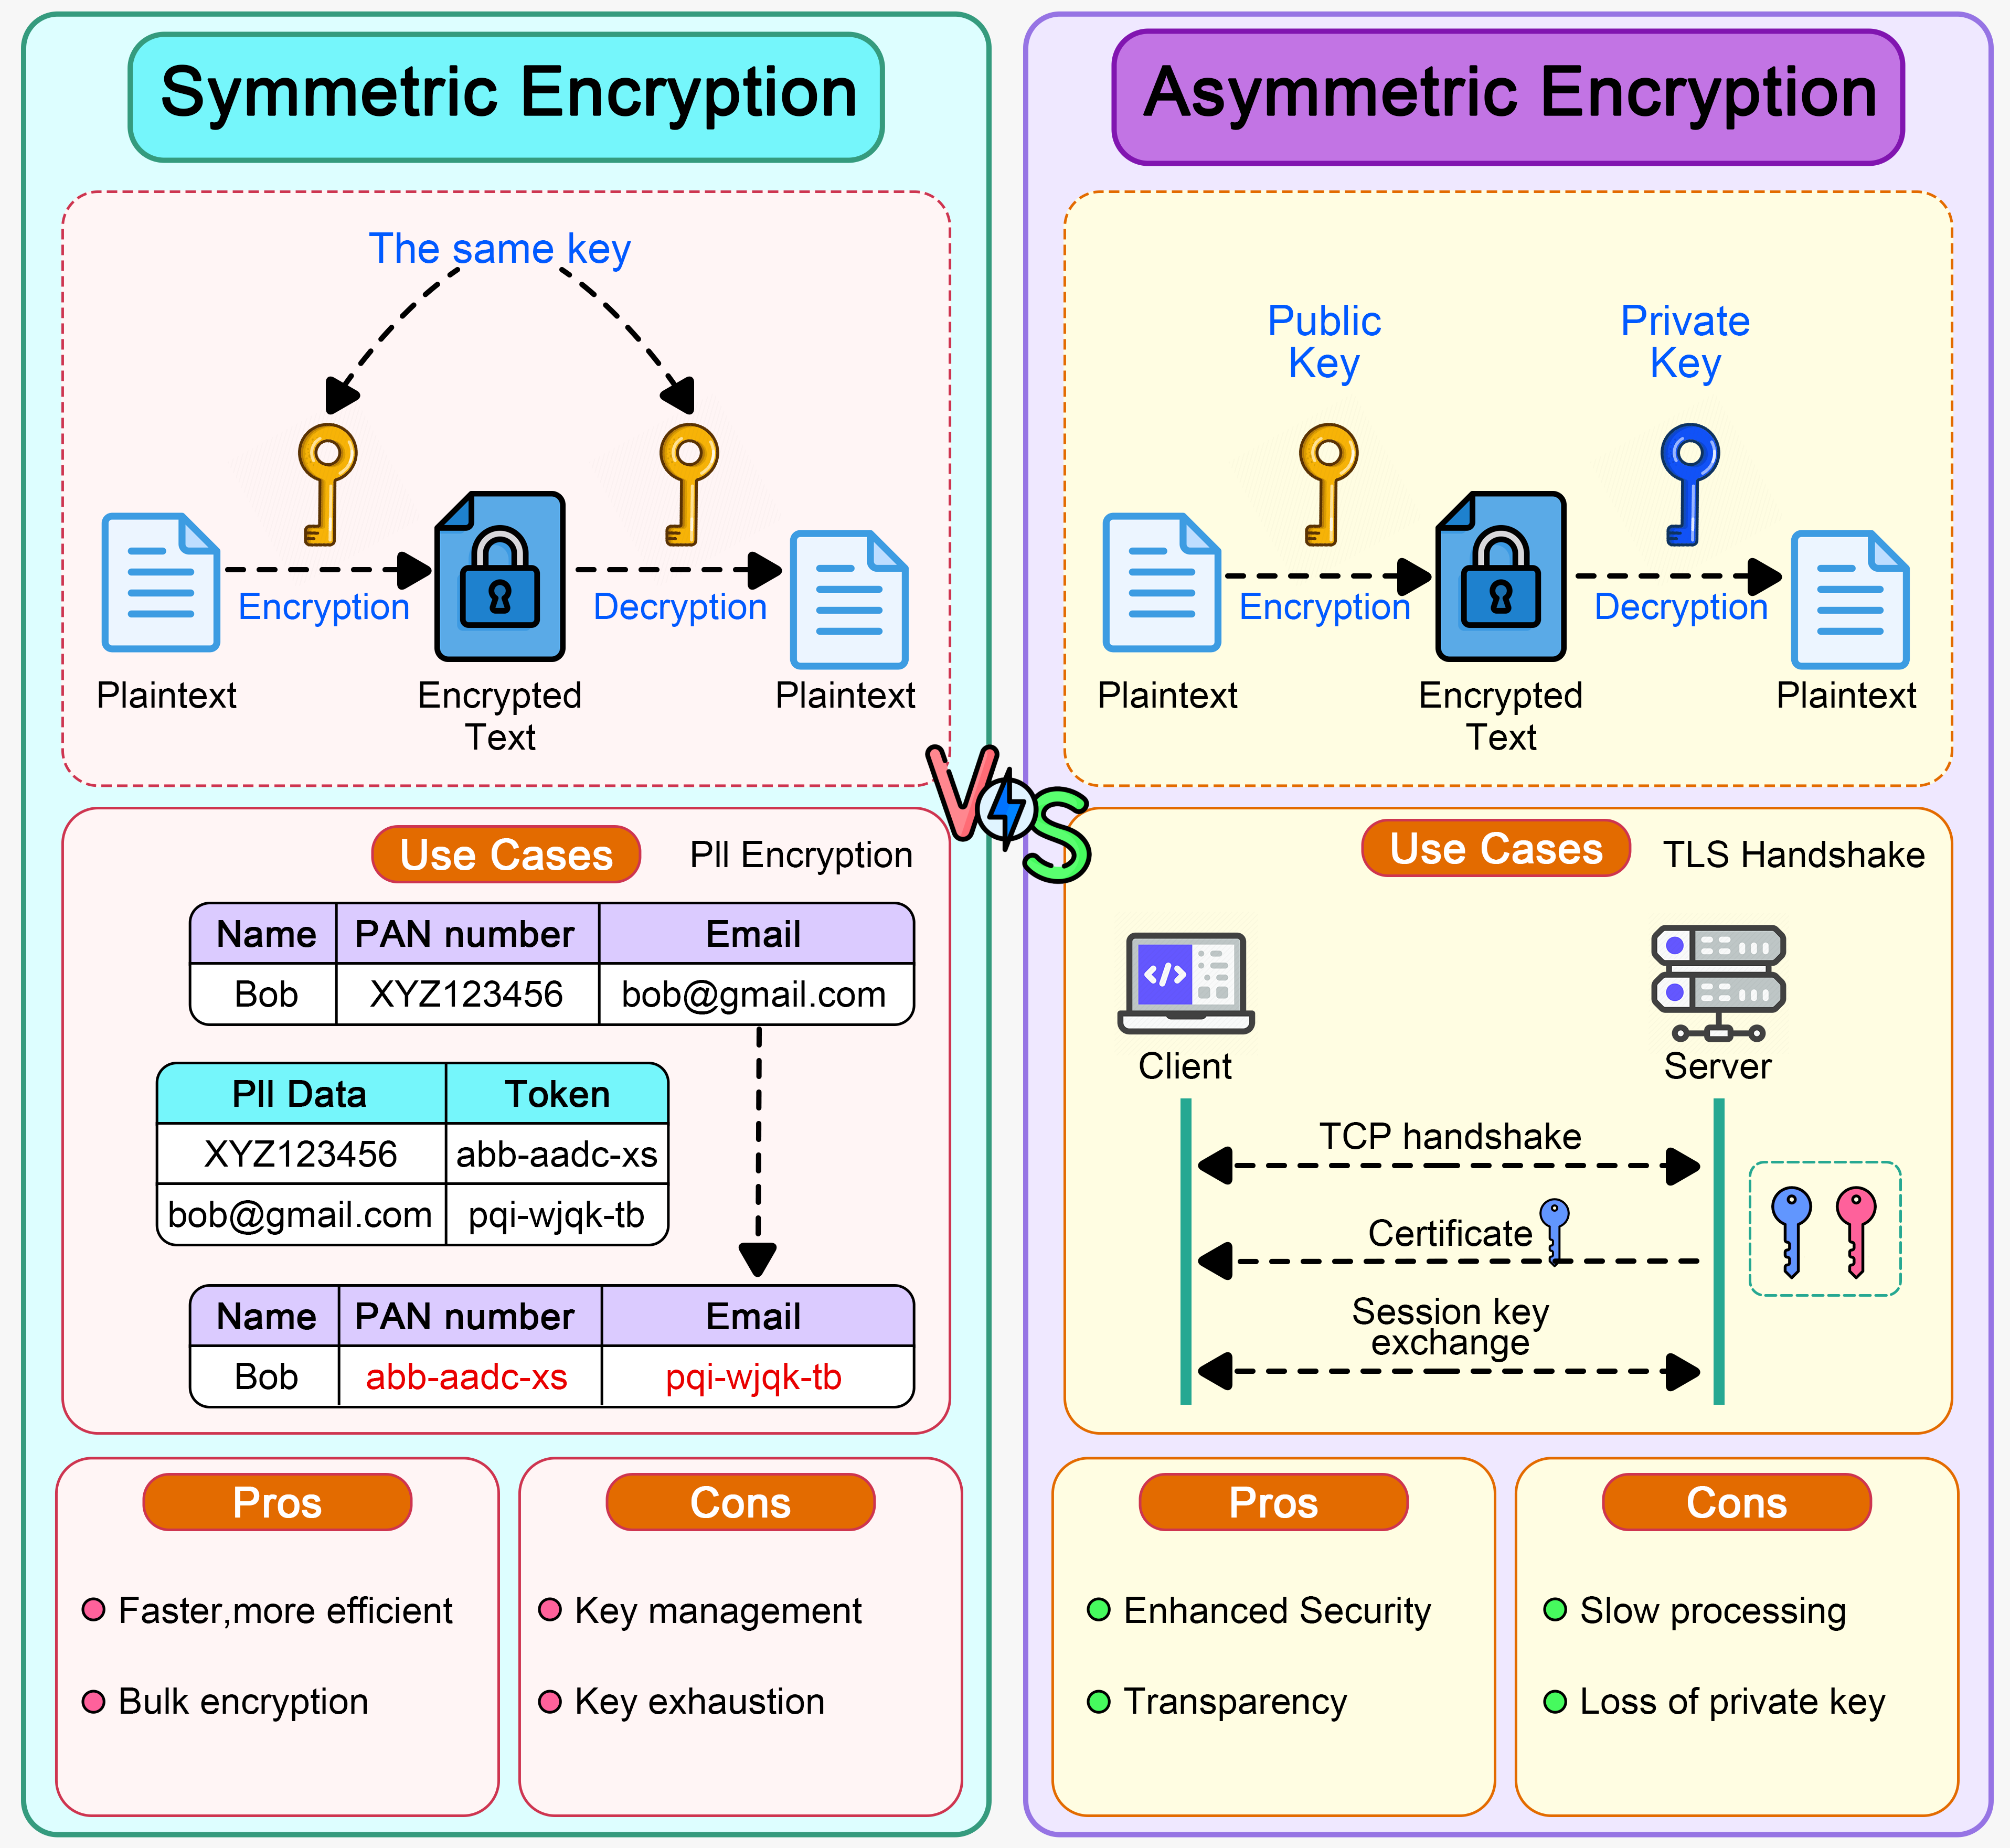 Symmetric Encryption
The same key
Encryption
Decryption
Plaintext
Encrypted
Text
Plaintext
Use Cases
Pll Encryption
Name PAN number Email
Bob XYZ123456 bob@gmail.com
Pll Data Token
XYZ123456 abb-aadc-xs
bob@gmail.com pqi-wjqk-tb
Name PAN number Email
Bob abb-aadc-xs pqi-wjqk-tb
Pros
Faster,more efficient
Bulk encryption
Cons
Key management
Key exhaustion
VS
Asymmetric Encryption
Public
Key
Private
Key
Encryption
Decryption
Plaintext
Encrypted
Text
Plaintext
Use Cases
TLS Handshake
Client
Server
TCP handshake
Certificate
Session key
exchange
Pros
Enhanced Security
Transparency
Cons
Slow processing
Loss of private key